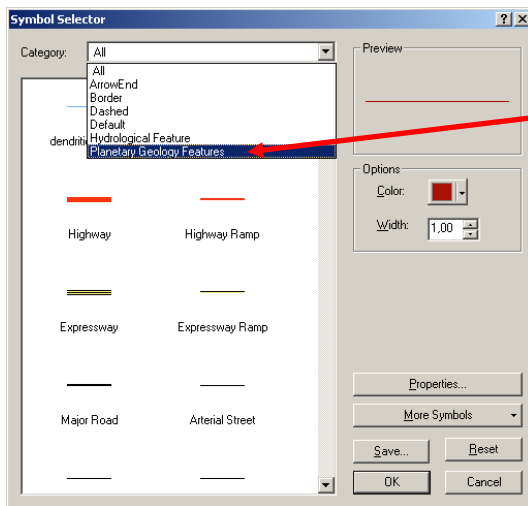 Symbol Selector
Category: All
All
ArrowEnd
Border
Dashed
Default
Hydrological Feature
Planetary Geology Features
Highway Highway Ramp
Expressway Expressway Ramp
Major Road Arterial Street
Preview
Options
Color:
Width: 1,00
Properties...
More Symbols
Save... Reset
OK Cancel